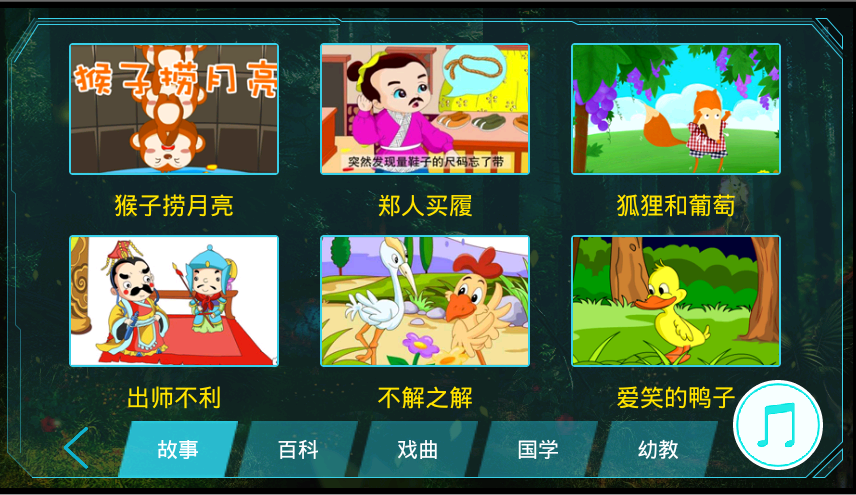 猴子捞月亮
突然发现量鞋子的尺码忘了带
猴子捞月亮
郑人买履
狐狸和葡萄
出师不利
不解之解
爱笑的鸭子
故事
百科
戏曲
国学
幼教